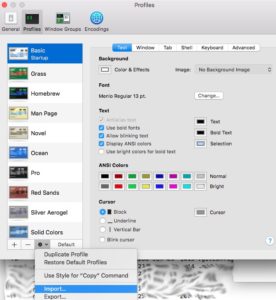 Profiles
General Profiles Window Groups Encodings
Basic
Startup
Grass
Homebrew
Man Page
Novel
Ocean
Pro
Red Sands
Silver Aerogel
Solid Colors
+ − Default
Text Window Tab Shell Keyboard Advanced
Background
Color & Effects Image: No Background Image
Font
Menlo Regular 13 pt. Change...
Text
Antialias text
Use bold fonts
Allow blinking text
Display ANSI colors
Use bright colors for bold text
Text
Bold Text
Selection
ANSI Colors
Normal
Bright
Cursor
Block
Underline
Vertical Bar
Blink cursor
Cursor
?
Duplicate Profile
Restore Default Profiles
Use Style for "Copy" Command
Import...
Export...